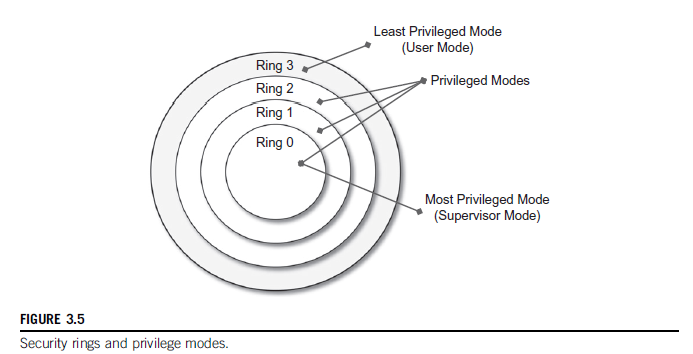 Least Privileged Mode
(User Mode)
Ring 3
Ring 2
Privileged Modes
Ring 1
Ring 0
Most Privileged Mode
(Supervisor Mode)
FIGURE 3.5
Security rings and privilege modes.